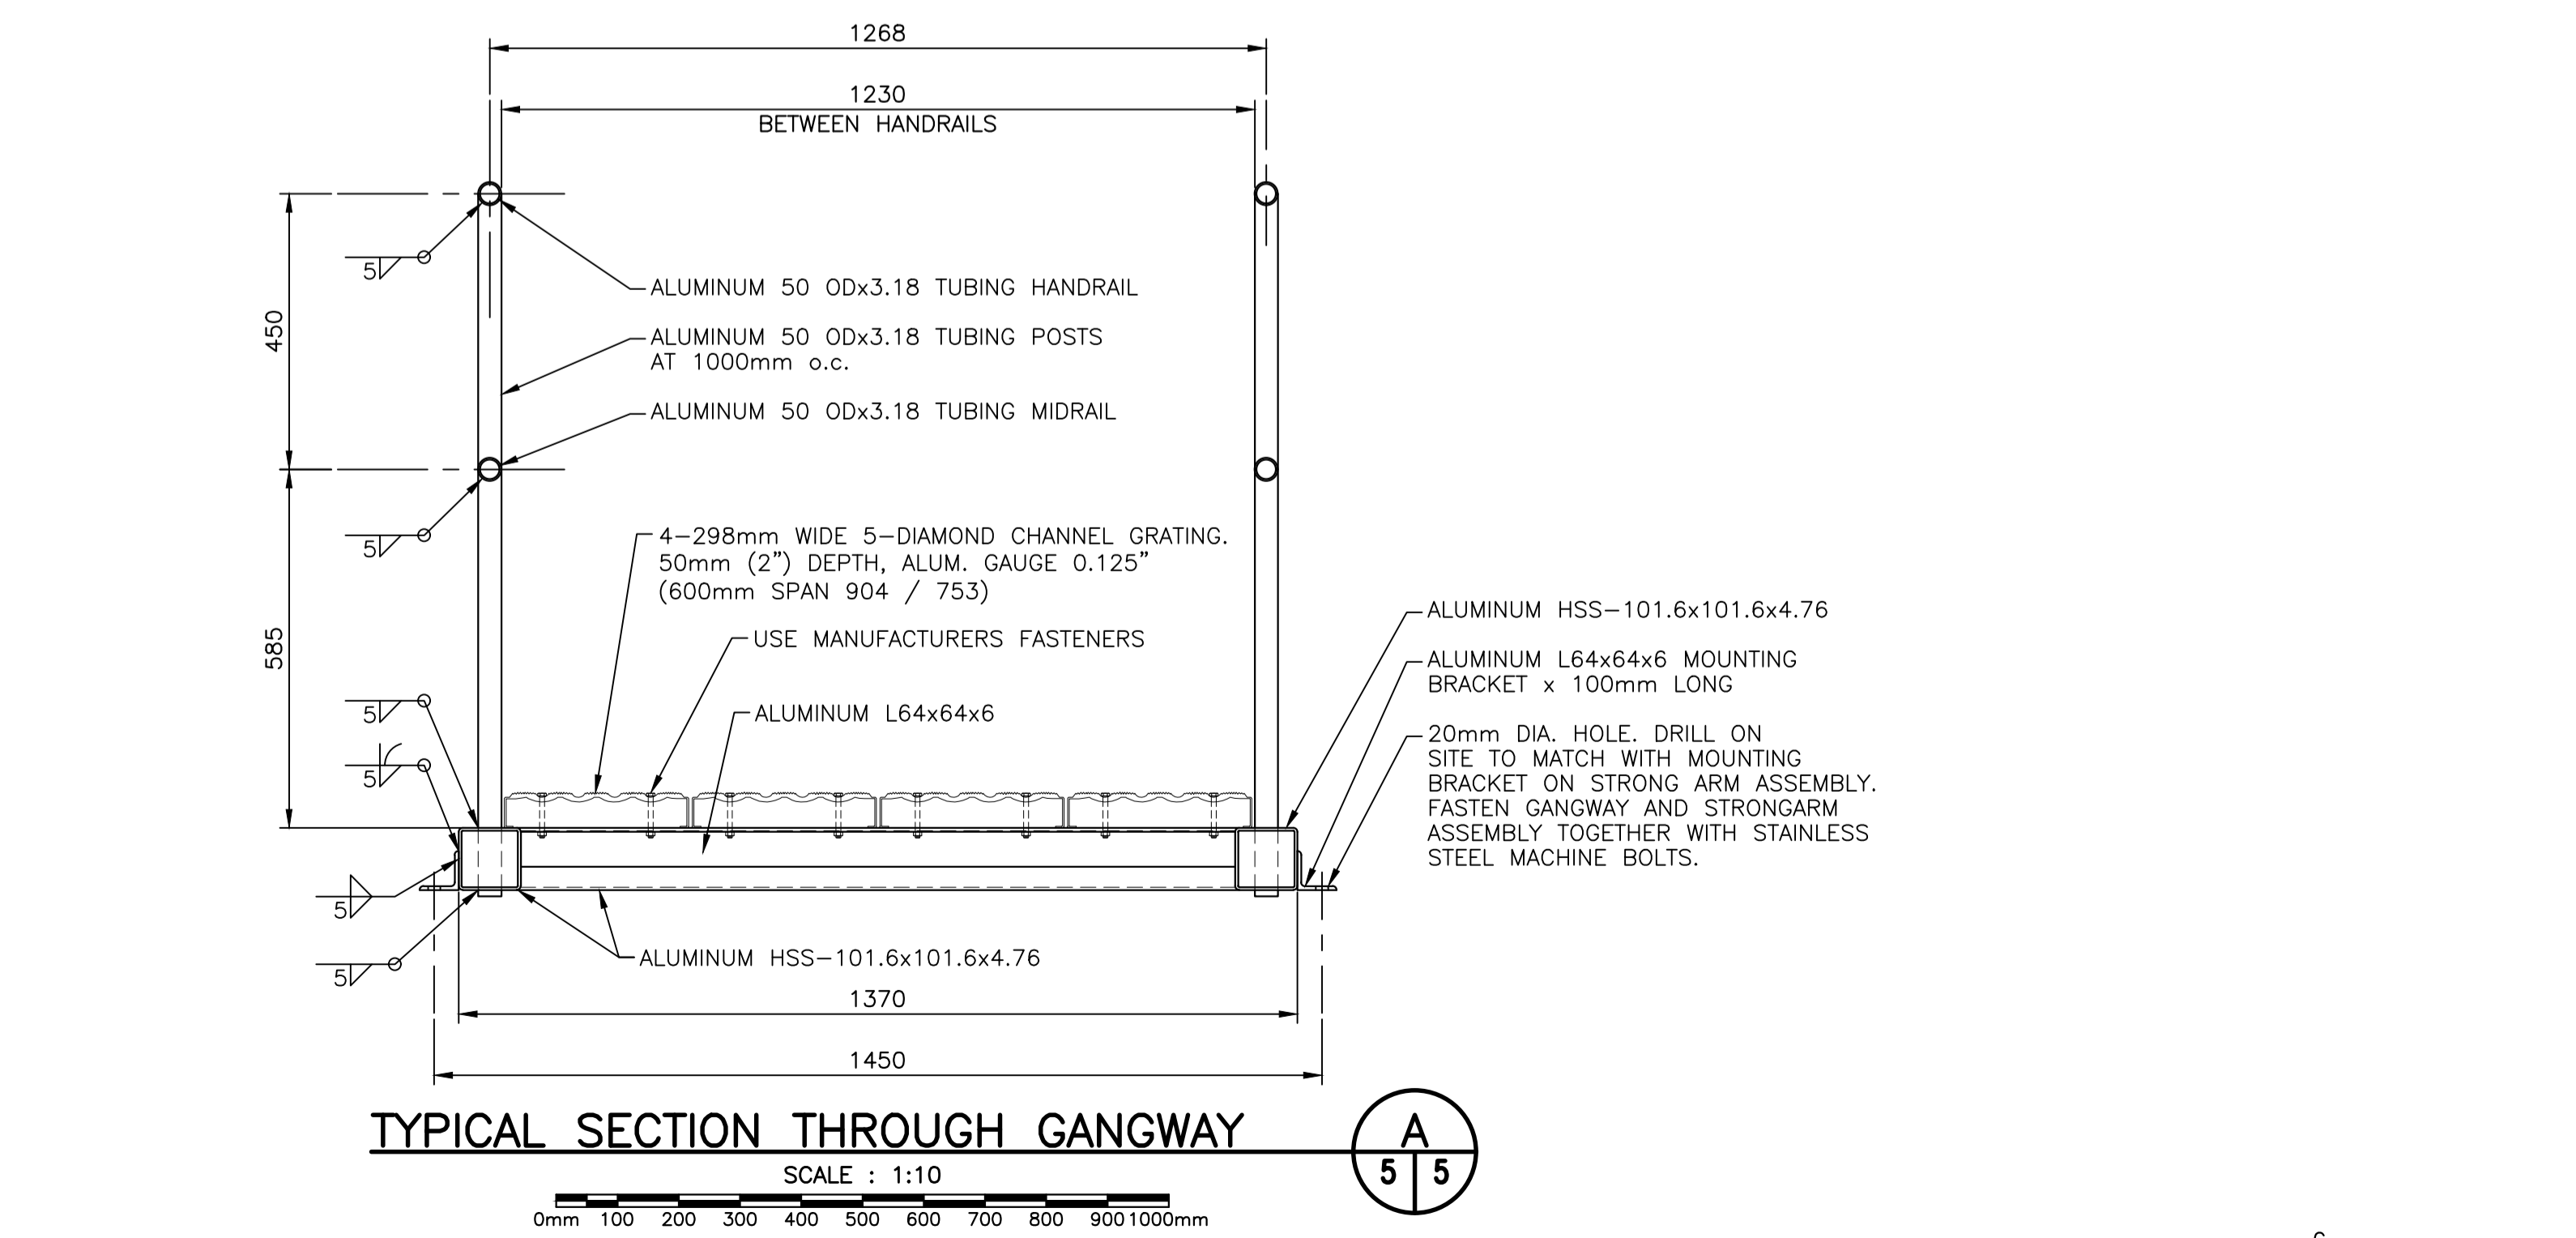 1268
1230
BETWEEN HANDRAILS
5
ALUMINUM 50 ODx3.18 TUBING HANDRAIL
450
ALUMINUM 50 ODx3.18 TUBING POSTS
AT 1000mm o.c.
ALUMINUM 50 ODx3.18 TUBING MIDRAIL
5
4-298mm WIDE 5-DIAMOND CHANNEL GRATING.
50mm (2") DEPTH, ALUM. GAUGE 0.125"
(600mm SPAN 904 / 753)
585
USE MANUFACTURERS FASTENERS
ALUMINUM L64x64x6
ALUMINUM HSS-101.6x101.6x4.76
ALUMINUM L64x64x6 MOUNTING
BRACKET x 100mm LONG
20mm DIA. HOLE. DRILL ON
SITE TO MATCH WITH MOUNTING
BRACKET ON STRONG ARM ASSEMBLY.
FASTEN GANGWAY AND STRONGARM
ASSEMBLY TOGETHER WITH STAINLESS
STEEL MACHINE BOLTS.
5
5
5
5
ALUMINUM HSS-101.6x101.6x4.76
1370
1450
TYPICAL SECTION THROUGH GANGWAY
A
5 5
SCALE : 1:10
0mm 100 200 300 400 500 600 700 800 900 1000mm